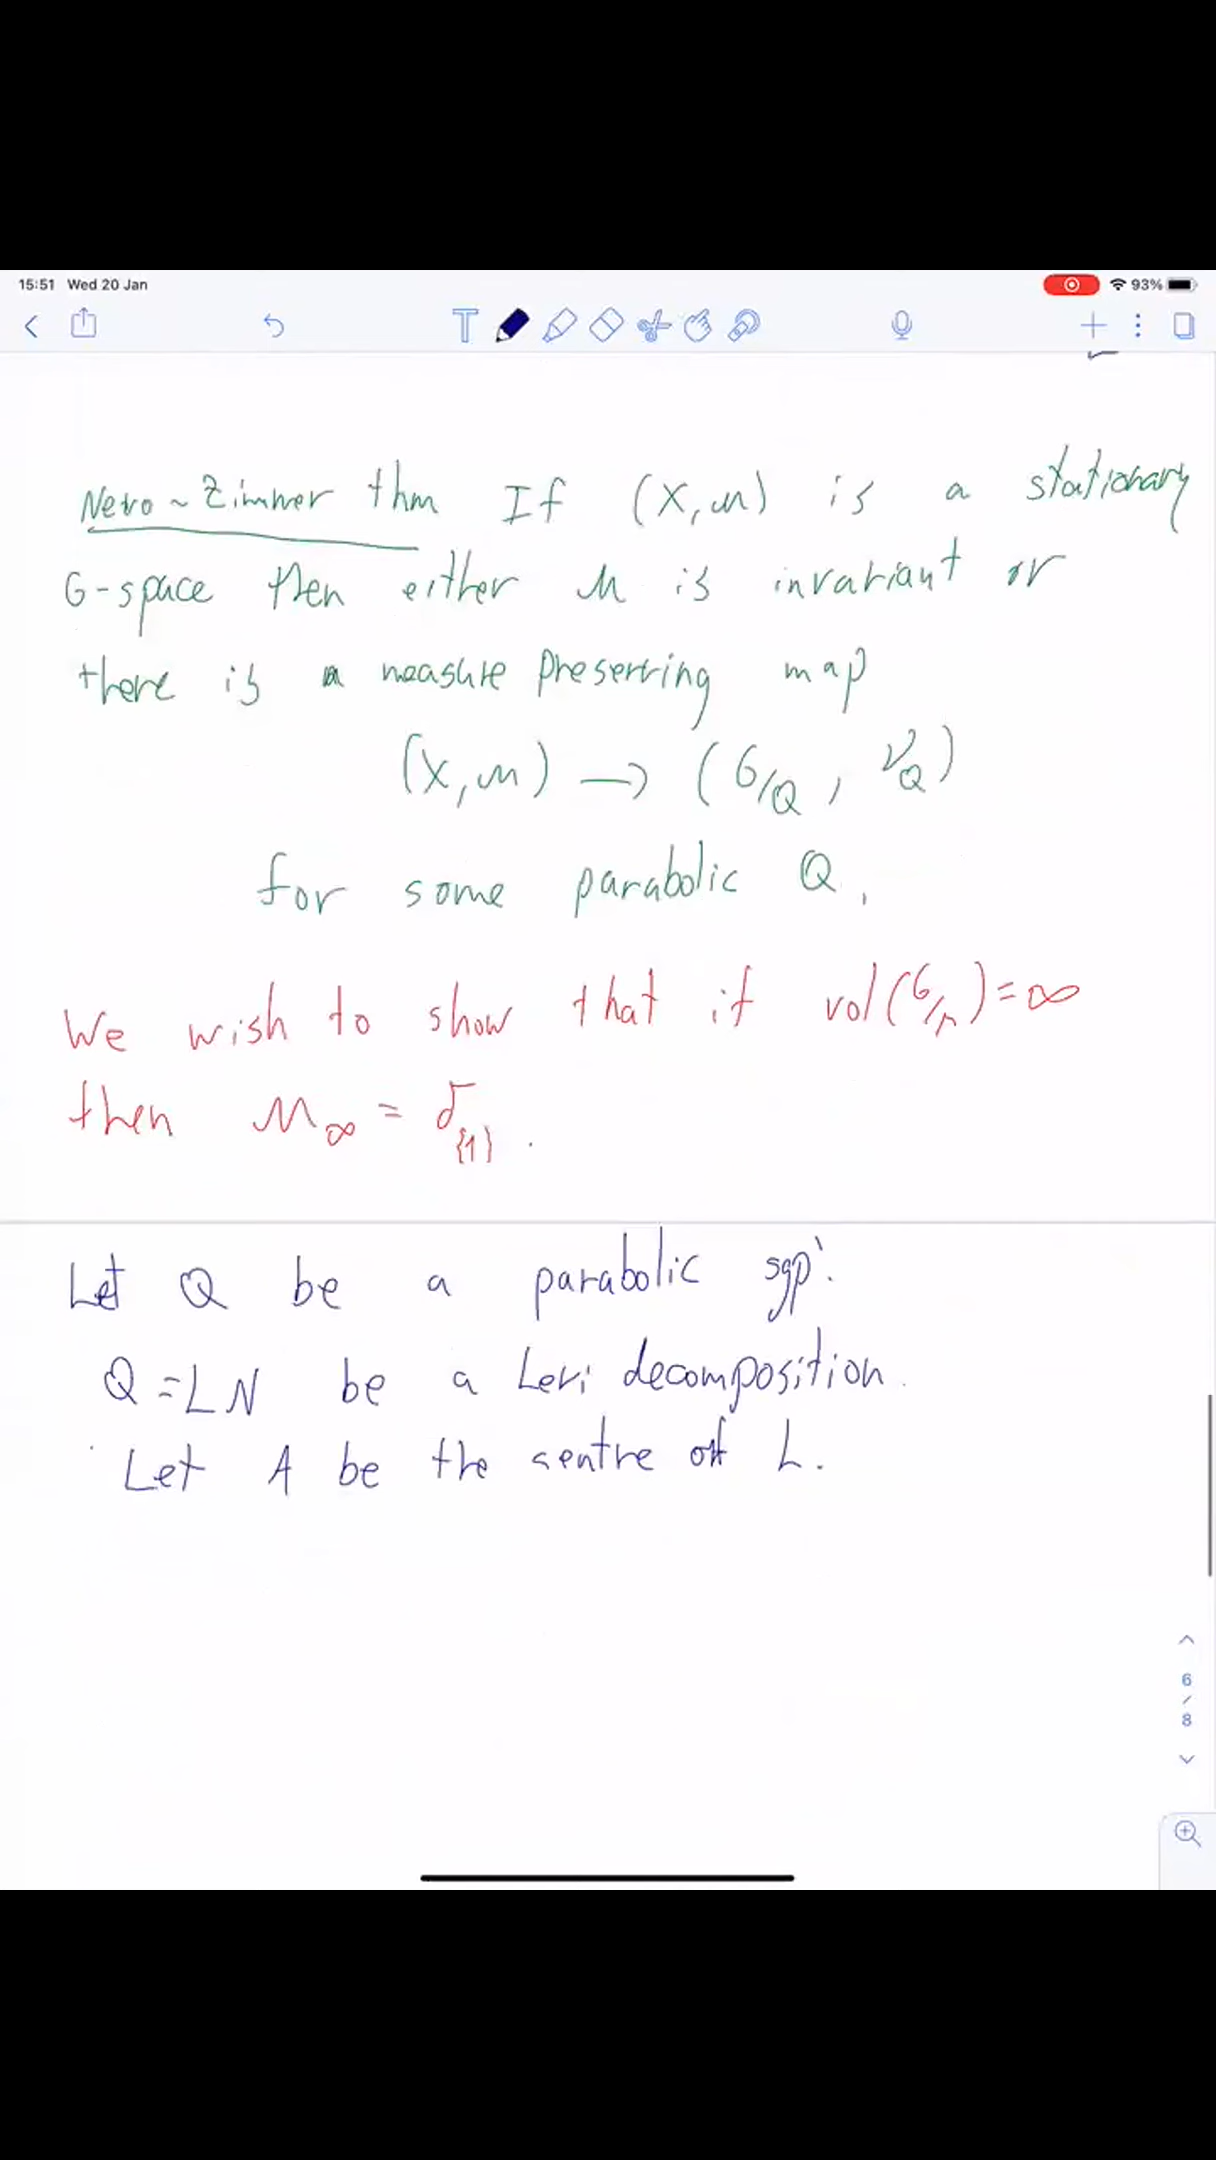 15:51 Wed 20 Jan
93%
Nevo ~ Zimmer thm If (X, μ) is a stationary
G-space then either μ is invariant or
there is a measure preserving map
(X, μ) → (G/Q, ν_Q)
for some parabolic Q.
We wish to show that if vol(G/Γ) = ∞
then μ_∞ = δ_{1}.
Let Q be a parabolic sgp.
Q = LN be a Levi decomposition.
Let A be the centre of L.
6
/
8